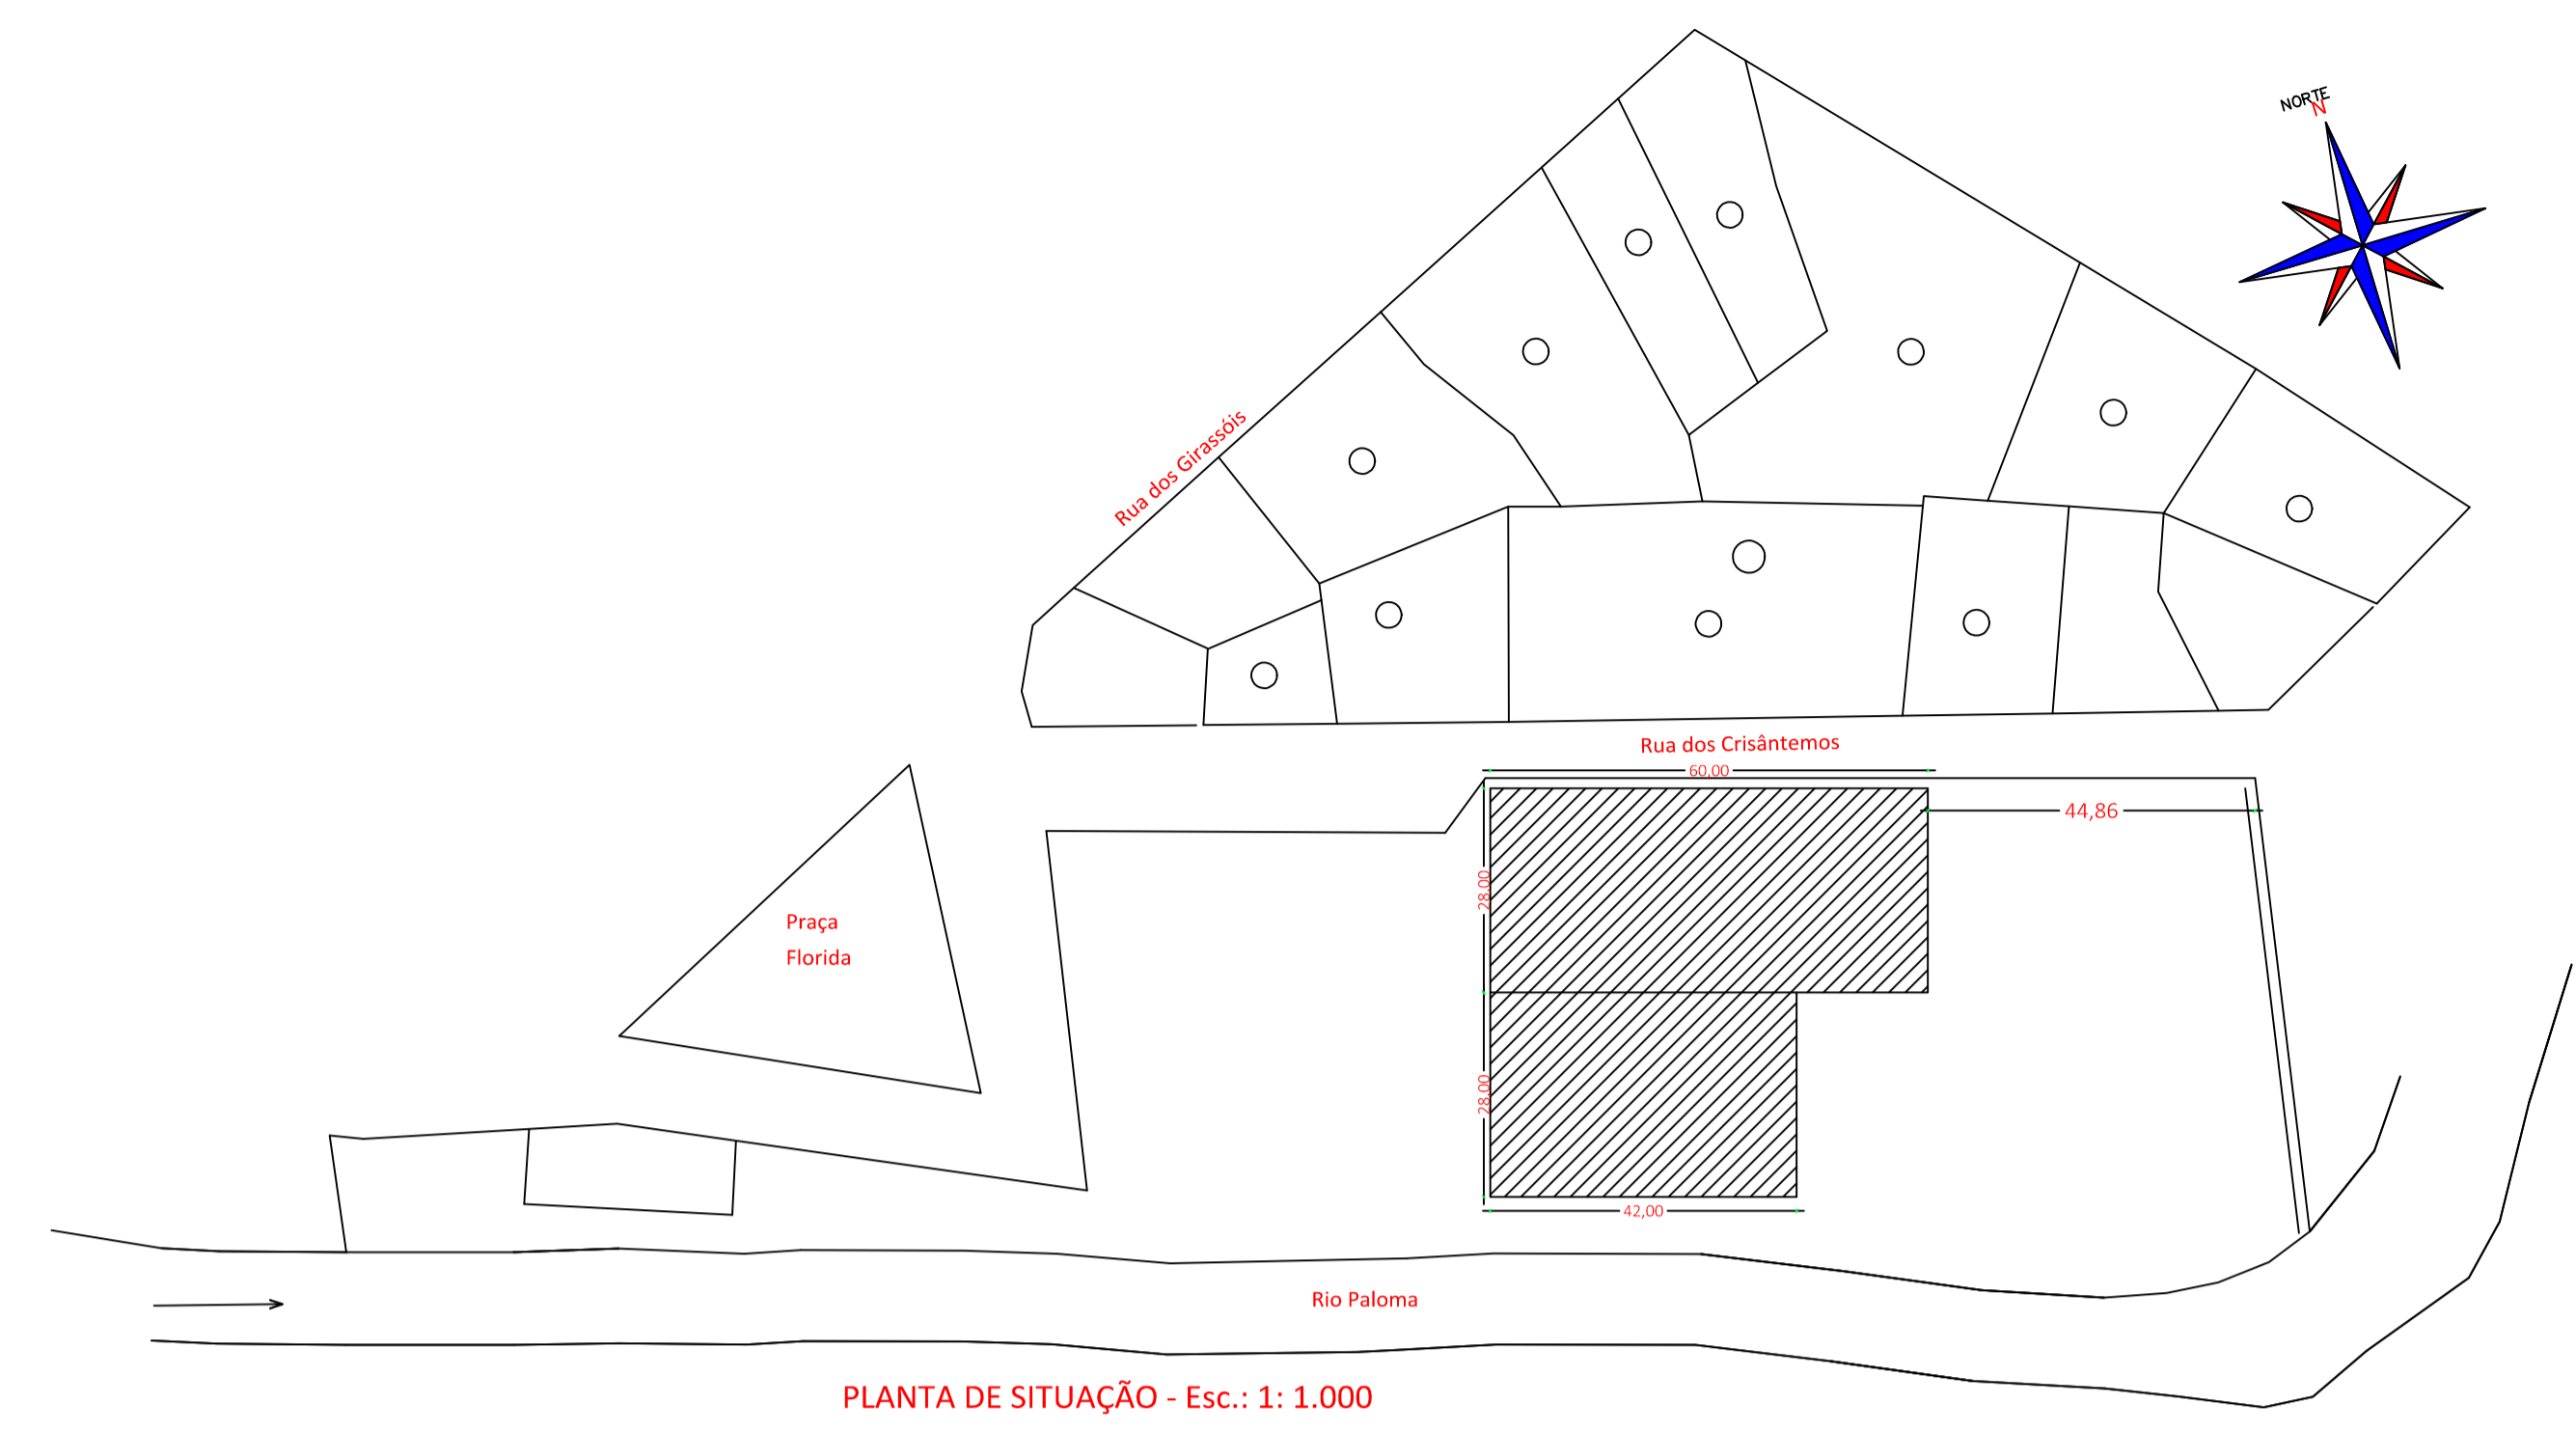 NORTE
N
Rua dos Girassóis
Rua dos Crisântemos
60,00
44,86
28,00
Praça
Florida
28,00
42,00
Rio Paloma
PLANTA DE SITUAÇÃO - Esc.: 1: 1.000